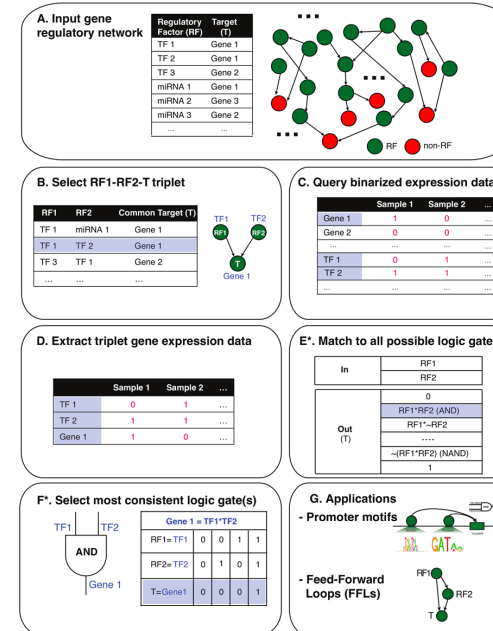 A. Input gene
regulatory network
Regulatory Factor (RF) Target (T)
TF 1 Gene 1
TF 2 Gene 1
TF 3 Gene 2
miRNA 1 Gene 1
miRNA 2 Gene 3
miRNA 3 Gene 2
... ...
RF non-RF
B. Select RF1-RF2-T triplet
RF1 RF2 Common Target (T)
TF 1 miRNA 1 Gene 1
TF 1 TF 2 Gene 1
TF 3 TF 1 Gene 2
... ... ...
TF1 TF2
RF1 RF2
T
Gene 1
C. Query binarized expression data
Sample 1 Sample 2 ...
Gene 1 1 0 ...
Gene 2 0 0 ...
... ... ... ...
TF 1 0 1 ...
TF 2 1 1 ...
... ... ... ...
D. Extract triplet gene expression data
Sample 1 Sample 2 ...
TF 1 0 1 ...
TF 2 1 1 ...
Gene 1 1 0 ...
E*. Match to all possible logic gate
In RF1
RF2
Out (T) 0
RF1*RF2 (AND)
RF1*~RF2
----
~(RF1*RF2) (NAND)
1
F*. Select most consistent logic gate(s)
TF1 TF2
AND
Gene 1
Gene 1 = TF1*TF2
RF1=TF1 0 0 1 1
RF2=TF2 0 1 0 1
T=Gene1 0 0 0 1
G. Applications
- Promoter motifs
GATA
- Feed-Forward
Loops (FFLs)
RF1
RF2
T